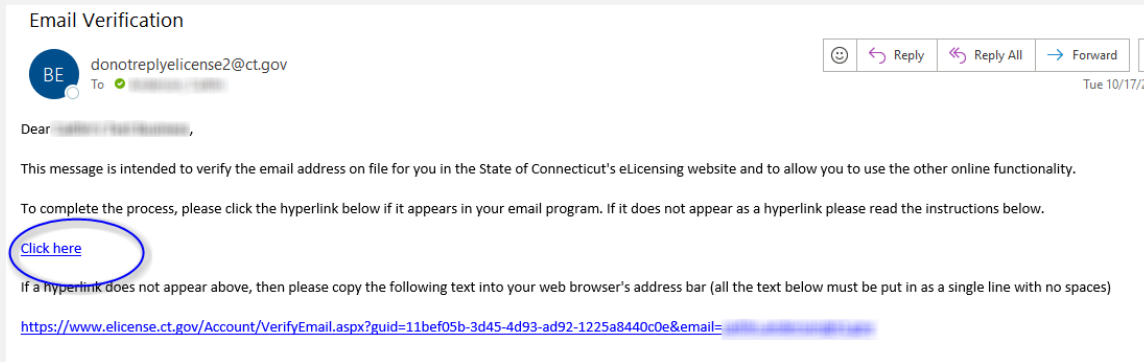 Email Verification
BE
donotreplyelicense2@ct.gov
Reply
Reply All
Forward
To
Tue 10/17/2
Dear ,
This message is intended to verify the email address on file for you in the State of Connecticut's eLicensing website and to allow you to use the other online functionality.
To complete the process, please click the hyperlink below if it appears in your email program. If it does not appear as a hyperlink please read the instructions below.
Click here
If a hyperlink does not appear above, then please copy the following text into your web browser's address bar (all the text below must be put in as a single line with no spaces)
https://www.elicense.ct.gov/Account/VerifyEmail.aspx?guid=11bef05b-3d45-4d93-ad92-1225a8440c0e&email=